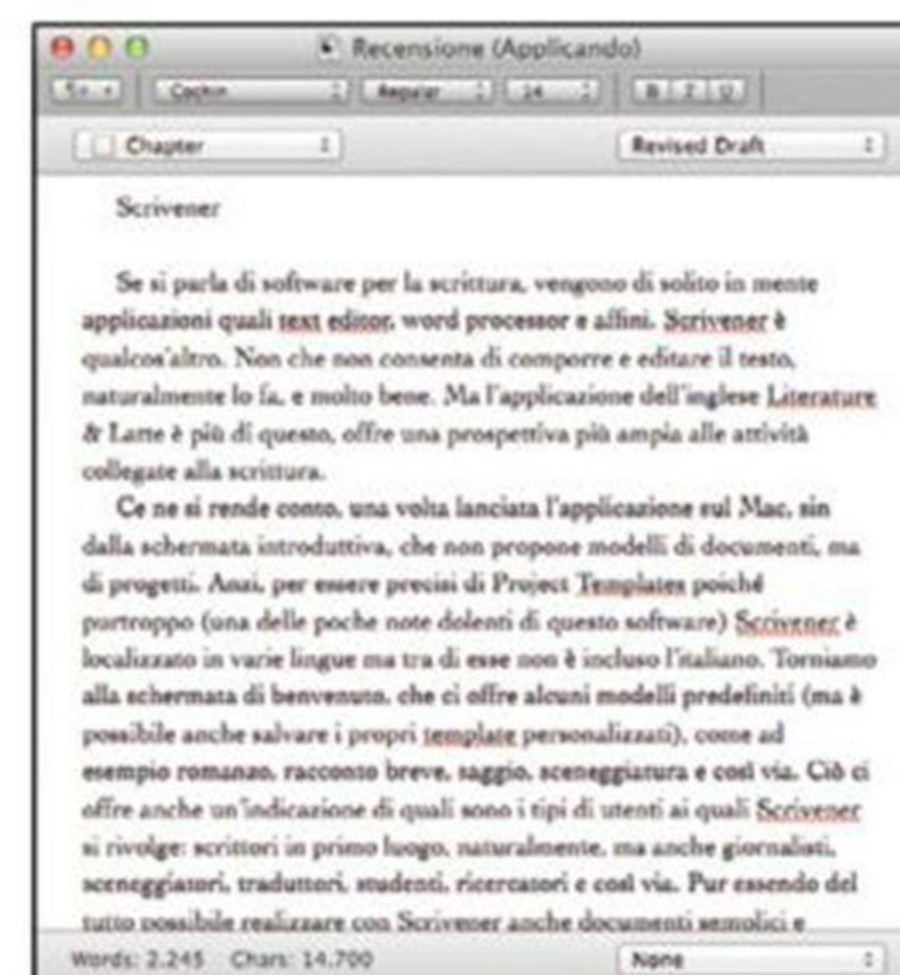 Recensione (Applicando)
Cochin Regular 14 B I U
Chapter Revised Draft
Scrivener
Se si parla di software per la scrittura, vengono di solito in mente
applicazioni quali text editor, word processor e affini. Scrivener è
qualcos'altro. Non che non consenta di comporre e editare il testo,
naturalmente lo fa, e molto bene. Ma l'applicazione dell'inglese Literature
& Latte è più di questo, offre una prospettiva più ampia alle attività
collegate alla scrittura.
Ce ne si rende conto, una volta lanciata l'applicazione sul Mac, sin
dalla schermata introduttiva, che non propone modelli di documenti, ma
di progetti. Anzi, per essere precisi di Project Templates poiché
purtroppo (una delle poche note dolenti di questo software) Scrivener è
localizzato in varie lingue ma tra di esse non è incluso l'italiano. Torniamo
alla schermata di benvenuto, che ci offre alcuni modelli predefiniti (ma è
possibile anche salvare i propri template personalizzati), come ad
esempio romanzo, racconto breve, saggio, sceneggiatura e così via. Ciò ci
offre anche un'indicazione di quali sono i tipi di utenti ai quali Scrivener
si rivolge: scrittori in primo luogo, naturalmente, ma anche giornalisti,
sceneggiatori, traduttori, studenti, ricercatori e così via. Pur essendo del
tutto possibile realizzare con Scrivener anche documenti semplici e
Words: 2.245 Chars: 14.700 None